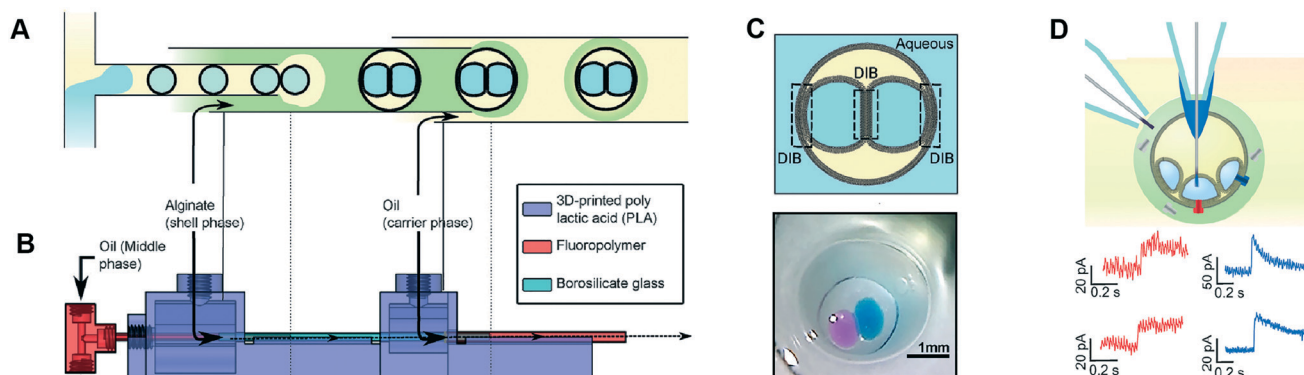 A
B
Alginate
(shell phase)
Oil
(carrier phase)
Oil (Middle
phase)
3D-printed poly
lactic acid (PLA)
Fluoropolymer
Borosilicate glass
C
Aqueous
DIB
DIB
DIB
1mm
D
20 pA
0.2 s
50 pA
0.2 s
20 pA
0.2 s
20 pA
0.2 s